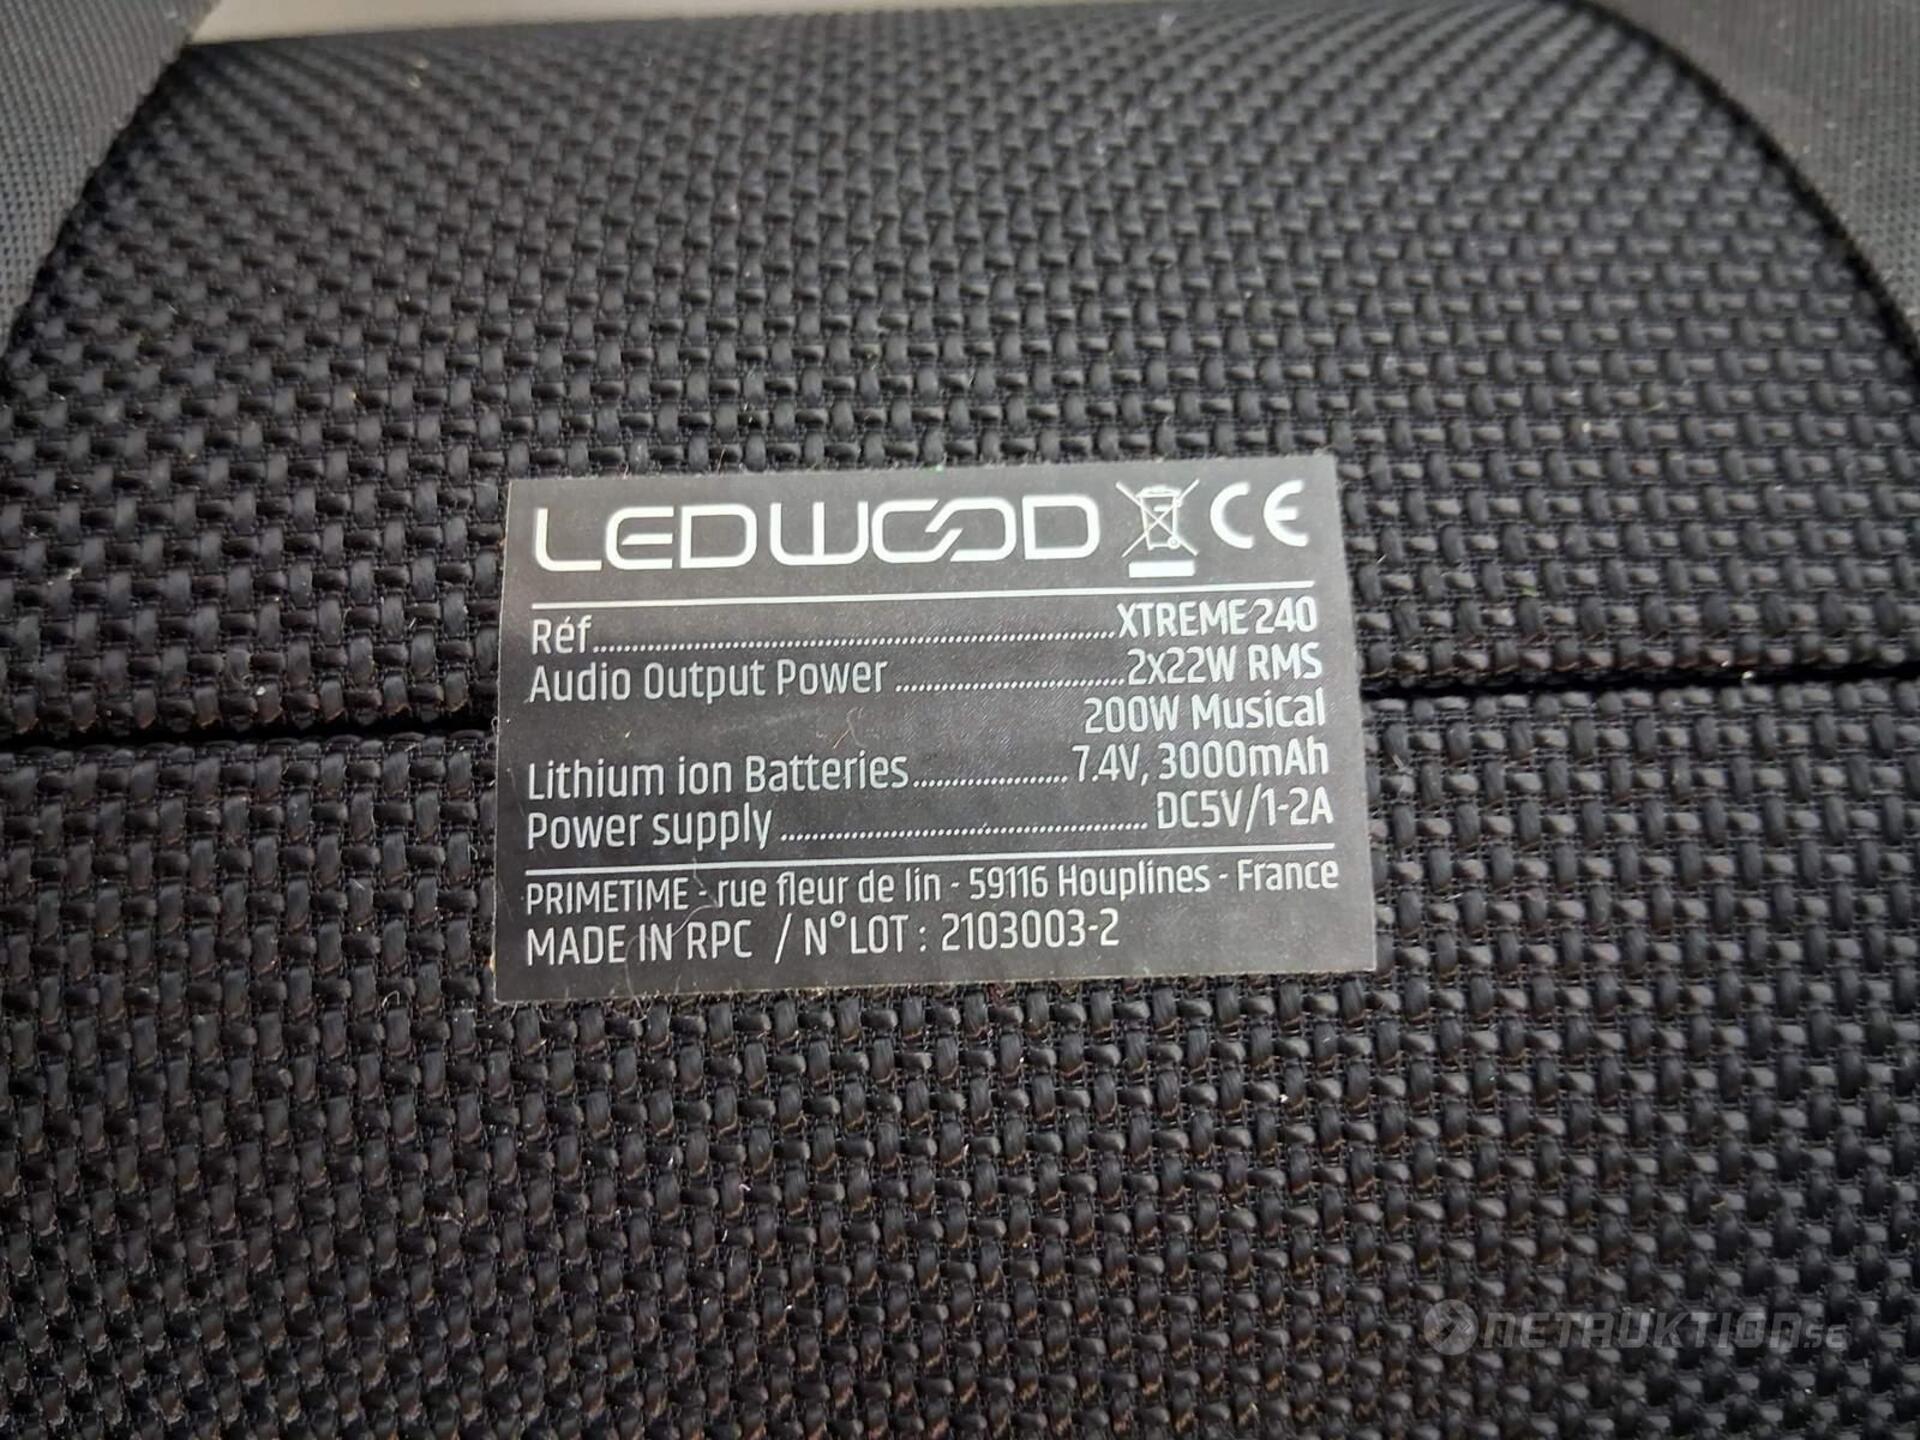 LEDWOOD CE
Réf. XTREME 240
Audio Output Power 2X22W RMS
200W Musical
Lithium ion Batteries 7.4V, 3000mAh
Power supply DC5V/1-2A
PRIMETIME - rue fleur de lin - 59116 Houplines - France
MADE IN RPC / N°LOT : 2103003-2
NETAUKTION.SE